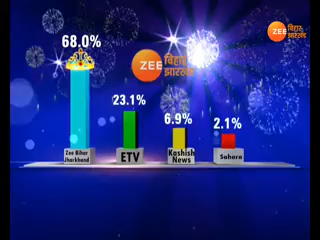 68.0%
ZEE
बिहार
झारखंड
ZEE
बिहार
झारखंड
23.1%
6.9%
2.1%
Zee Bihar
Jharkhand
ETV
Kashish
News
Sahara